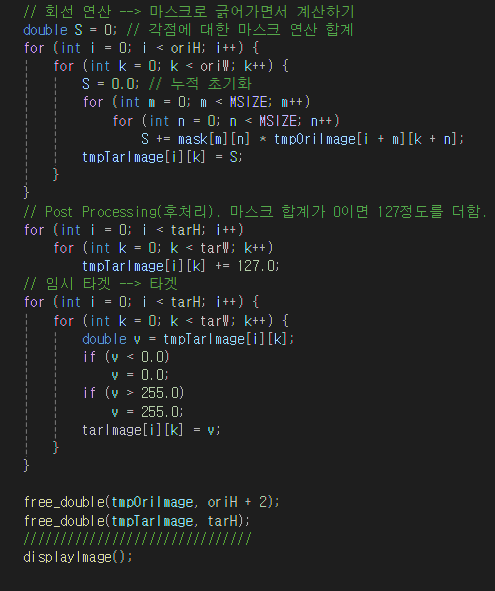 // 회선 연산 --> 마스크로 긁어가면서 계산하기
double S = 0; // 각점에 대한 마스크 연산 합계
for (int i = 0; i < oriH; i++) {
    for (int k = 0; k < oriW; k++) {
        S = 0.0; // 누적 초기화
        for (int m = 0; m < MSIZE; m++)
            for (int n = 0; n < MSIZE; n++)
                S += mask[m][n] * tmpOriImage[i + m][k + n];
        tmpTarImage[i][k] = S;
    }
}
// Post Processing(후처리). 마스크 합계가 0이면 127정도를 더함.
for (int i = 0; i < tarH; i++)
    for (int k = 0; k < tarW; k++)
        tmpTarImage[i][k] += 127.0;
// 임시 타겟 --> 타겟
for (int i = 0; i < tarH; i++) {
    for (int k = 0; k < tarW; k++) {
        double v = tmpTarImage[i][k];
        if (v < 0.0)
            v = 0.0;
        if (v > 255.0)
            v = 255.0;
        tarImage[i][k] = v;
    }
}

free_double(tmpOriImage, oriH + 2);
free_double(tmpTarImage, tarH);
///////////////////////////////
displayImage();